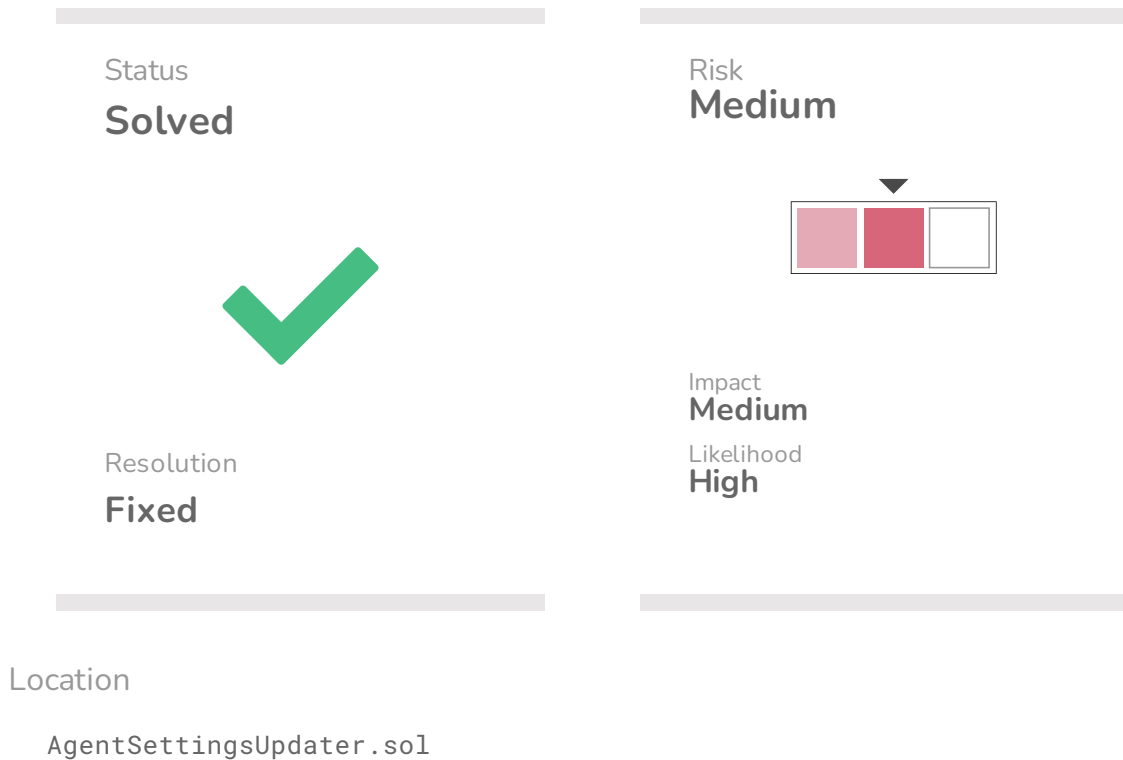 Status
Solved
Resolution
Fixed
Risk
Medium
Impact
Medium
Likelihood
High
Location
AgentSettingsUpdater.sol